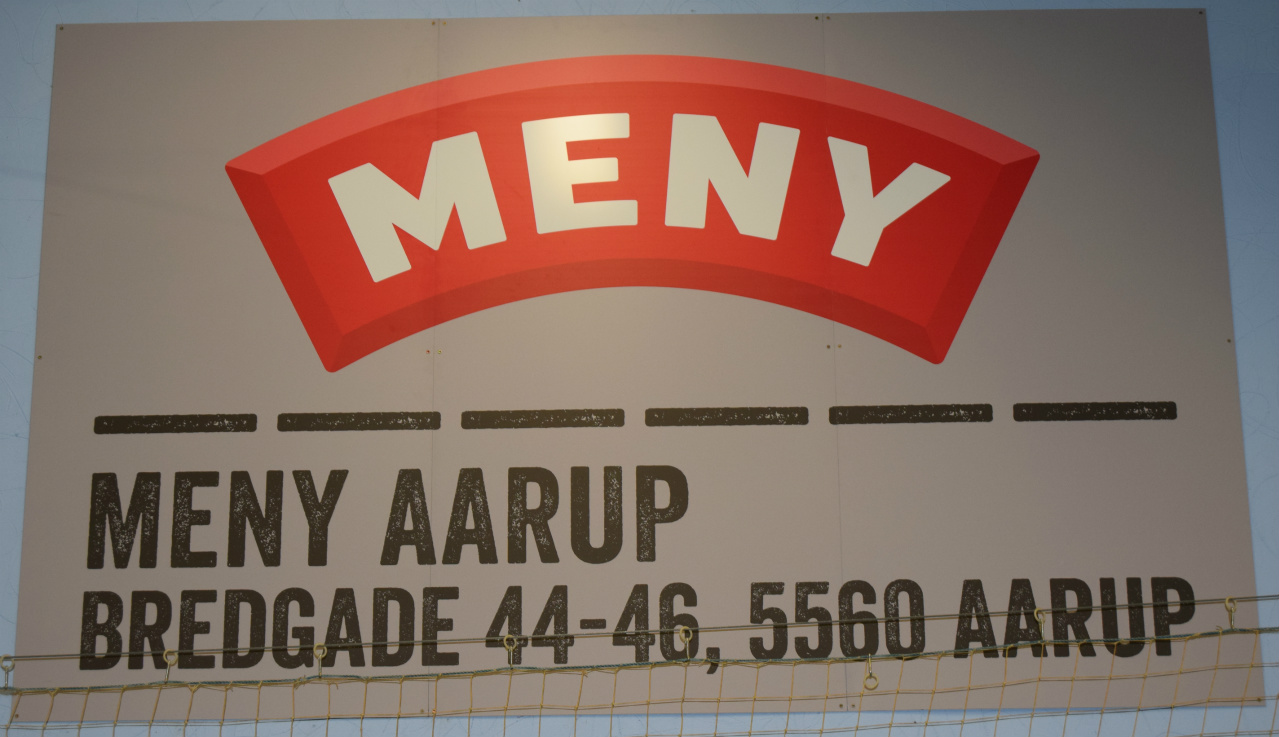 MENY
MENY AARUP
BREDGADE 44-46, 5560 AARUP